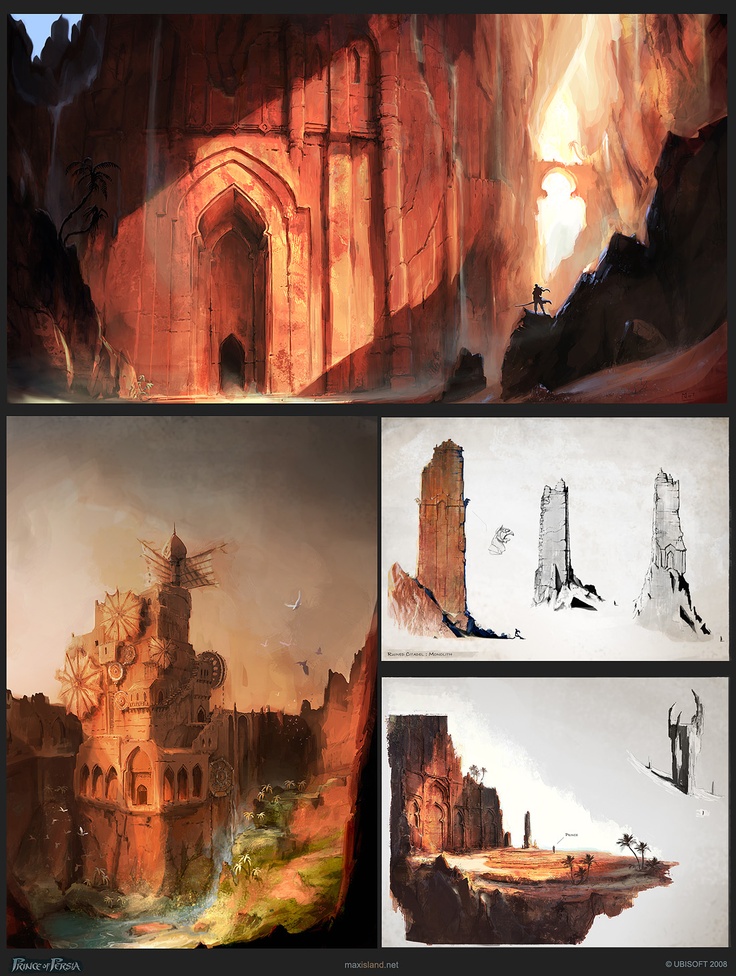 Ruined Citadel : Monolith
Prince
Prince of Persia
maxisland.net
© UBISOFT 2008